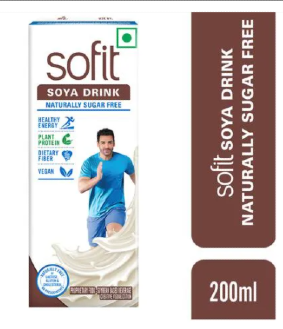 sofit
SOYA DRINK
NATURALLY SUGAR FREE
HEALTHY
ENERGY
PLANT
PROTEIN
DIETARY
FIBER
VEGAN
sofit SOYA DRINK
NATURALLY SUGAR FREE
200ml